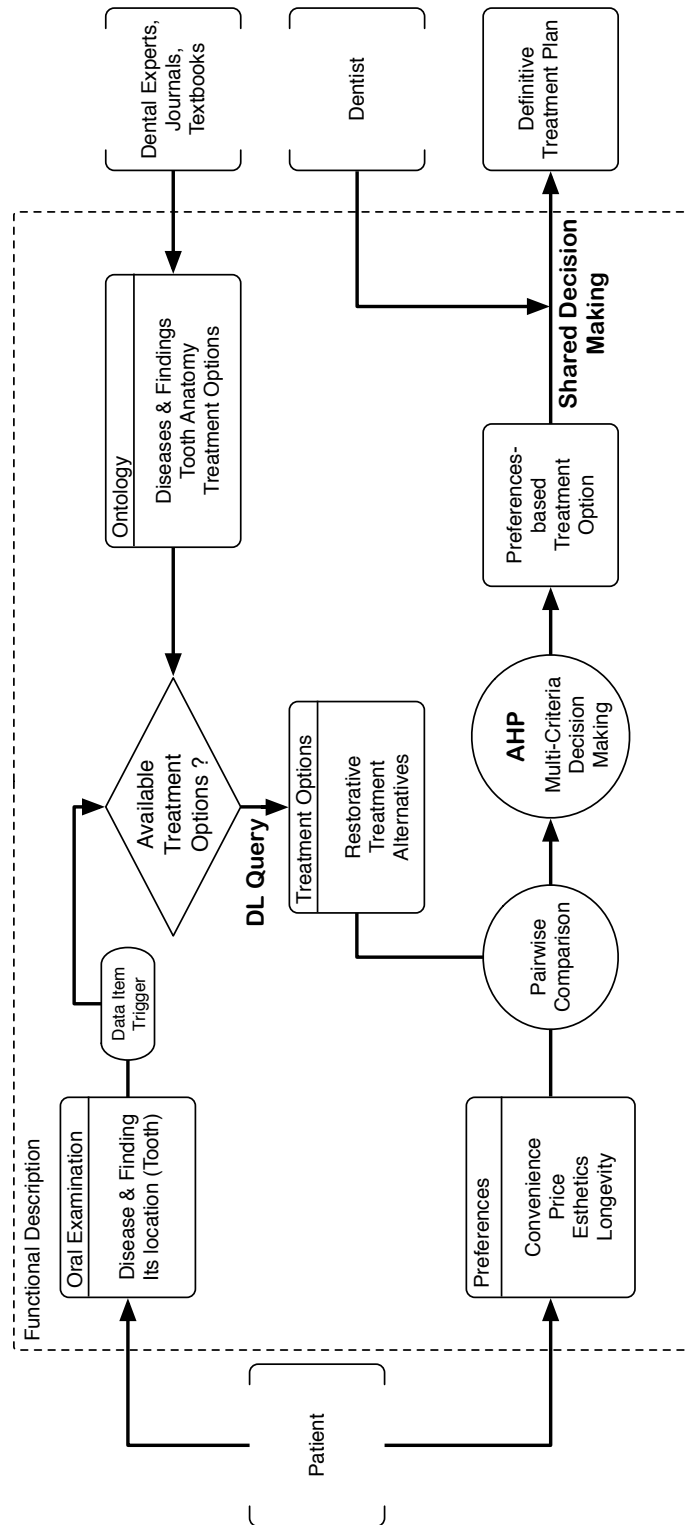 Functional Description
Patient
Oral Examination
Disease & Finding
Its location (Tooth)
Data Item
Trigger
Available
Treatment
Options ?
DL Query
Ontology
Diseases & Findings
Tooth Anatomy
Treatment Options
Dental Experts,
Journals,
Textbooks
Treatment Options
Restorative
Treatment
Alternatives
Dentist
Preferences
Convenience
Price
Esthetics
Longevity
Pairwise
Comparison
AHP
Multi-Criteria
Decision
Making
Preferences-
based
Treatment
Option
Shared Decision
Making
Definitive
Treatment Plan